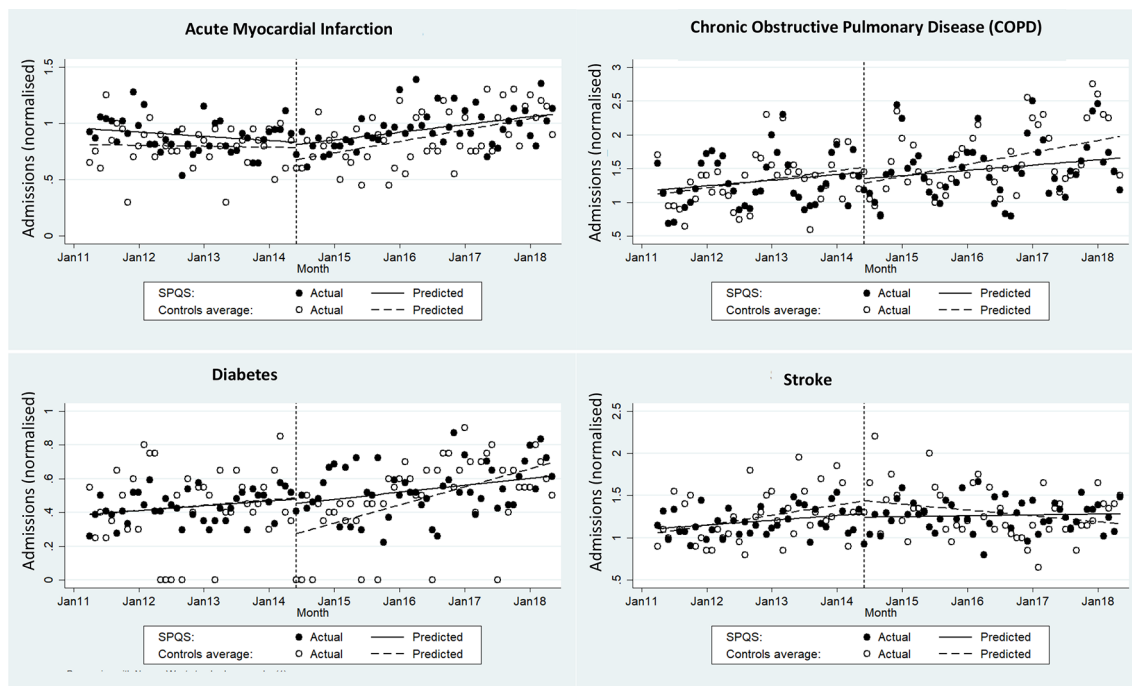 Acute Myocardial Infarction
Admissions (normalised)
1.5
1
.5
0
Jan11 Jan12 Jan13 Jan14 Jan15 Jan16 Jan17 Jan18
Month
SPQS: Actual Predicted
Controls average: Actual Predicted
Chronic Obstructive Pulmonary Disease (COPD)
Admissions (normalised)
3
2.5
2
1.5
1
.5
Jan11 Jan12 Jan13 Jan14 Jan15 Jan16 Jan17 Jan18
Month
SPQS: Actual Predicted
Controls average: Actual Predicted
Diabetes
Admissions (normalised)
1
.8
.6
.4
.2
0
Jan11 Jan12 Jan13 Jan14 Jan15 Jan16 Jan17 Jan18
Month
SPQS: Actual Predicted
Controls average: Actual Predicted
Stroke
Admissions (normalised)
2.5
2
1.5
1
.5
Jan11 Jan12 Jan13 Jan14 Jan15 Jan16 Jan17 Jan18
Month
SPQS: Actual Predicted
Controls average: Actual Predicted